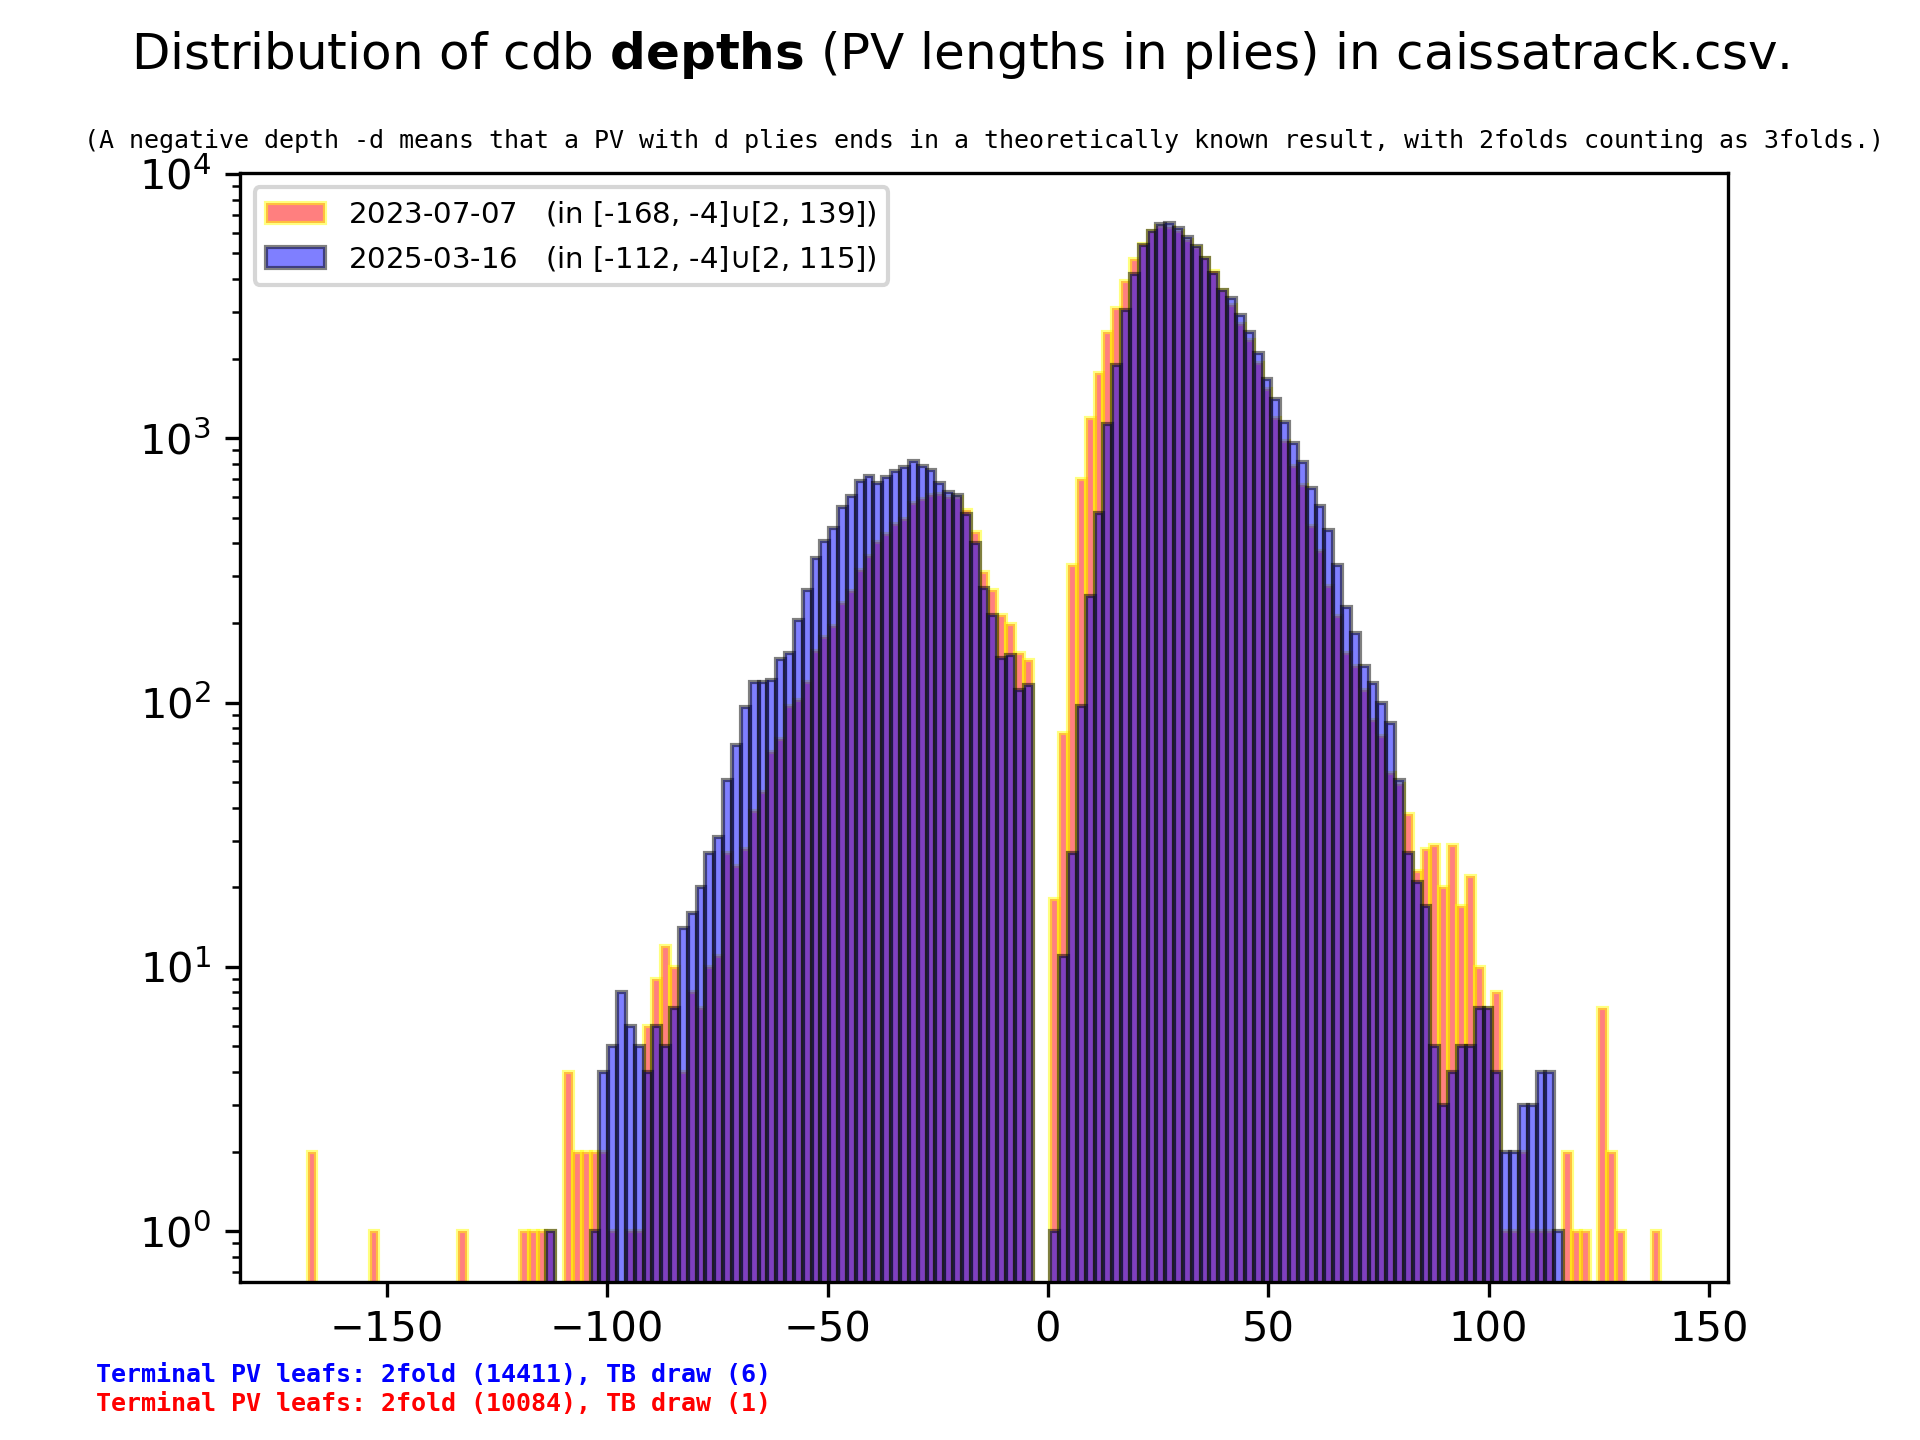 Distribution of cdb depths (PV lengths in plies) in caissatrack.csv.
(A negative depth -d means that a PV with d plies ends in a theoretically known result, with 2folds counting as 3folds.)
10⁴
2023-07-07 (in [-168, -4]∪[2, 139])
2025-03-16 (in [-112, -4]∪[2, 115])
10³
10²
10¹
10⁰
−150 −100 −50 0 50 100 150
Terminal PV leafs: 2fold (14411), TB draw (6)
Terminal PV leafs: 2fold (10084), TB draw (1)